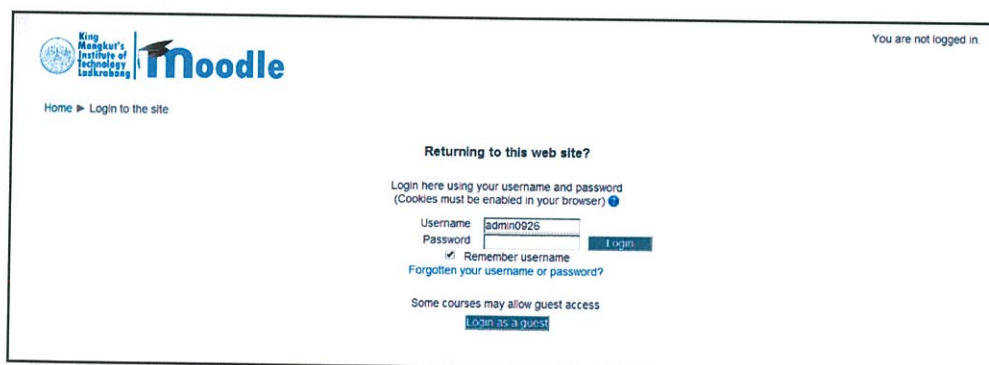 King
Mongkut's
Institute of
Technology
Ladkrabang
moodle
You are not logged in.
Home ► Login to the site
Returning to this web site?
Login here using your username and password
(Cookies must be enabled in your browser) ?
Username admin0926
Password Login
Remember username
Forgotten your username or password?
Some courses may allow guest access
Login as a guest